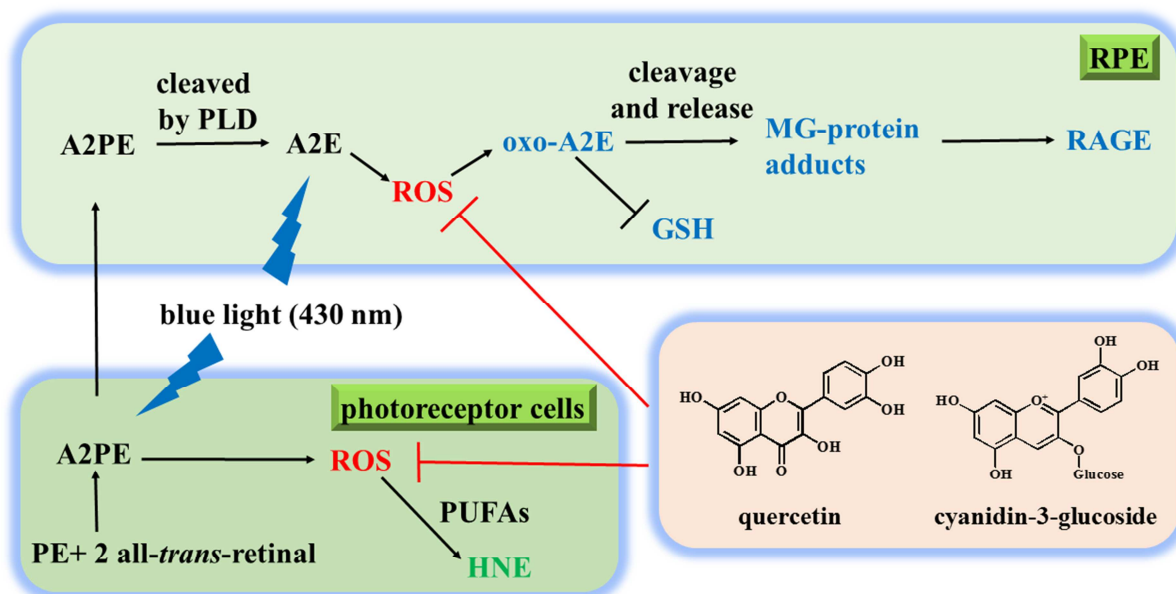 RPE
cleaved
by PLD
cleavage
and release
A2PE
A2E
ROS
oxo-A2E
GSH
MG-protein
adducts
RAGE
blue light (430 nm)
photoreceptor cells
A2PE
ROS
PUFAs
HNE
PE+ 2 all-trans-retinal
HO
O
OH
OH
OH
OH
O
quercetin
HO
O+
OH
OH
OH
O
Glucose
cyanidin-3-glucoside